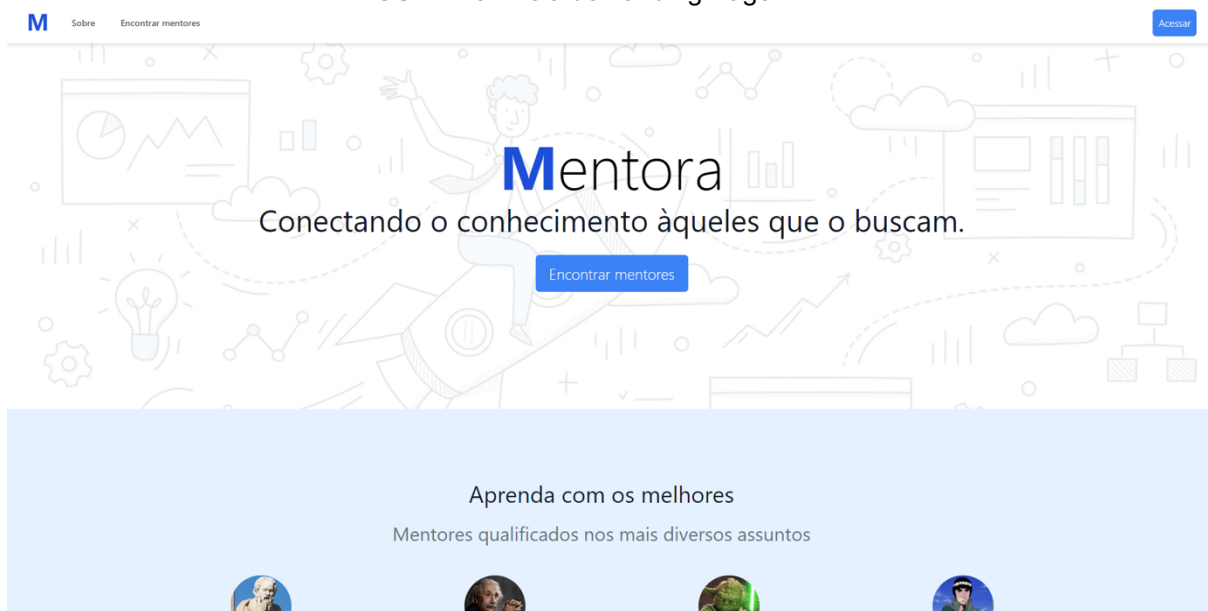 M Sobre Encontrar mentores Acessar
Mentora
Conectando o conhecimento àqueles que o buscam.
Encontrar mentores
Aprenda com os melhores
Mentores qualificados nos mais diversos assuntos